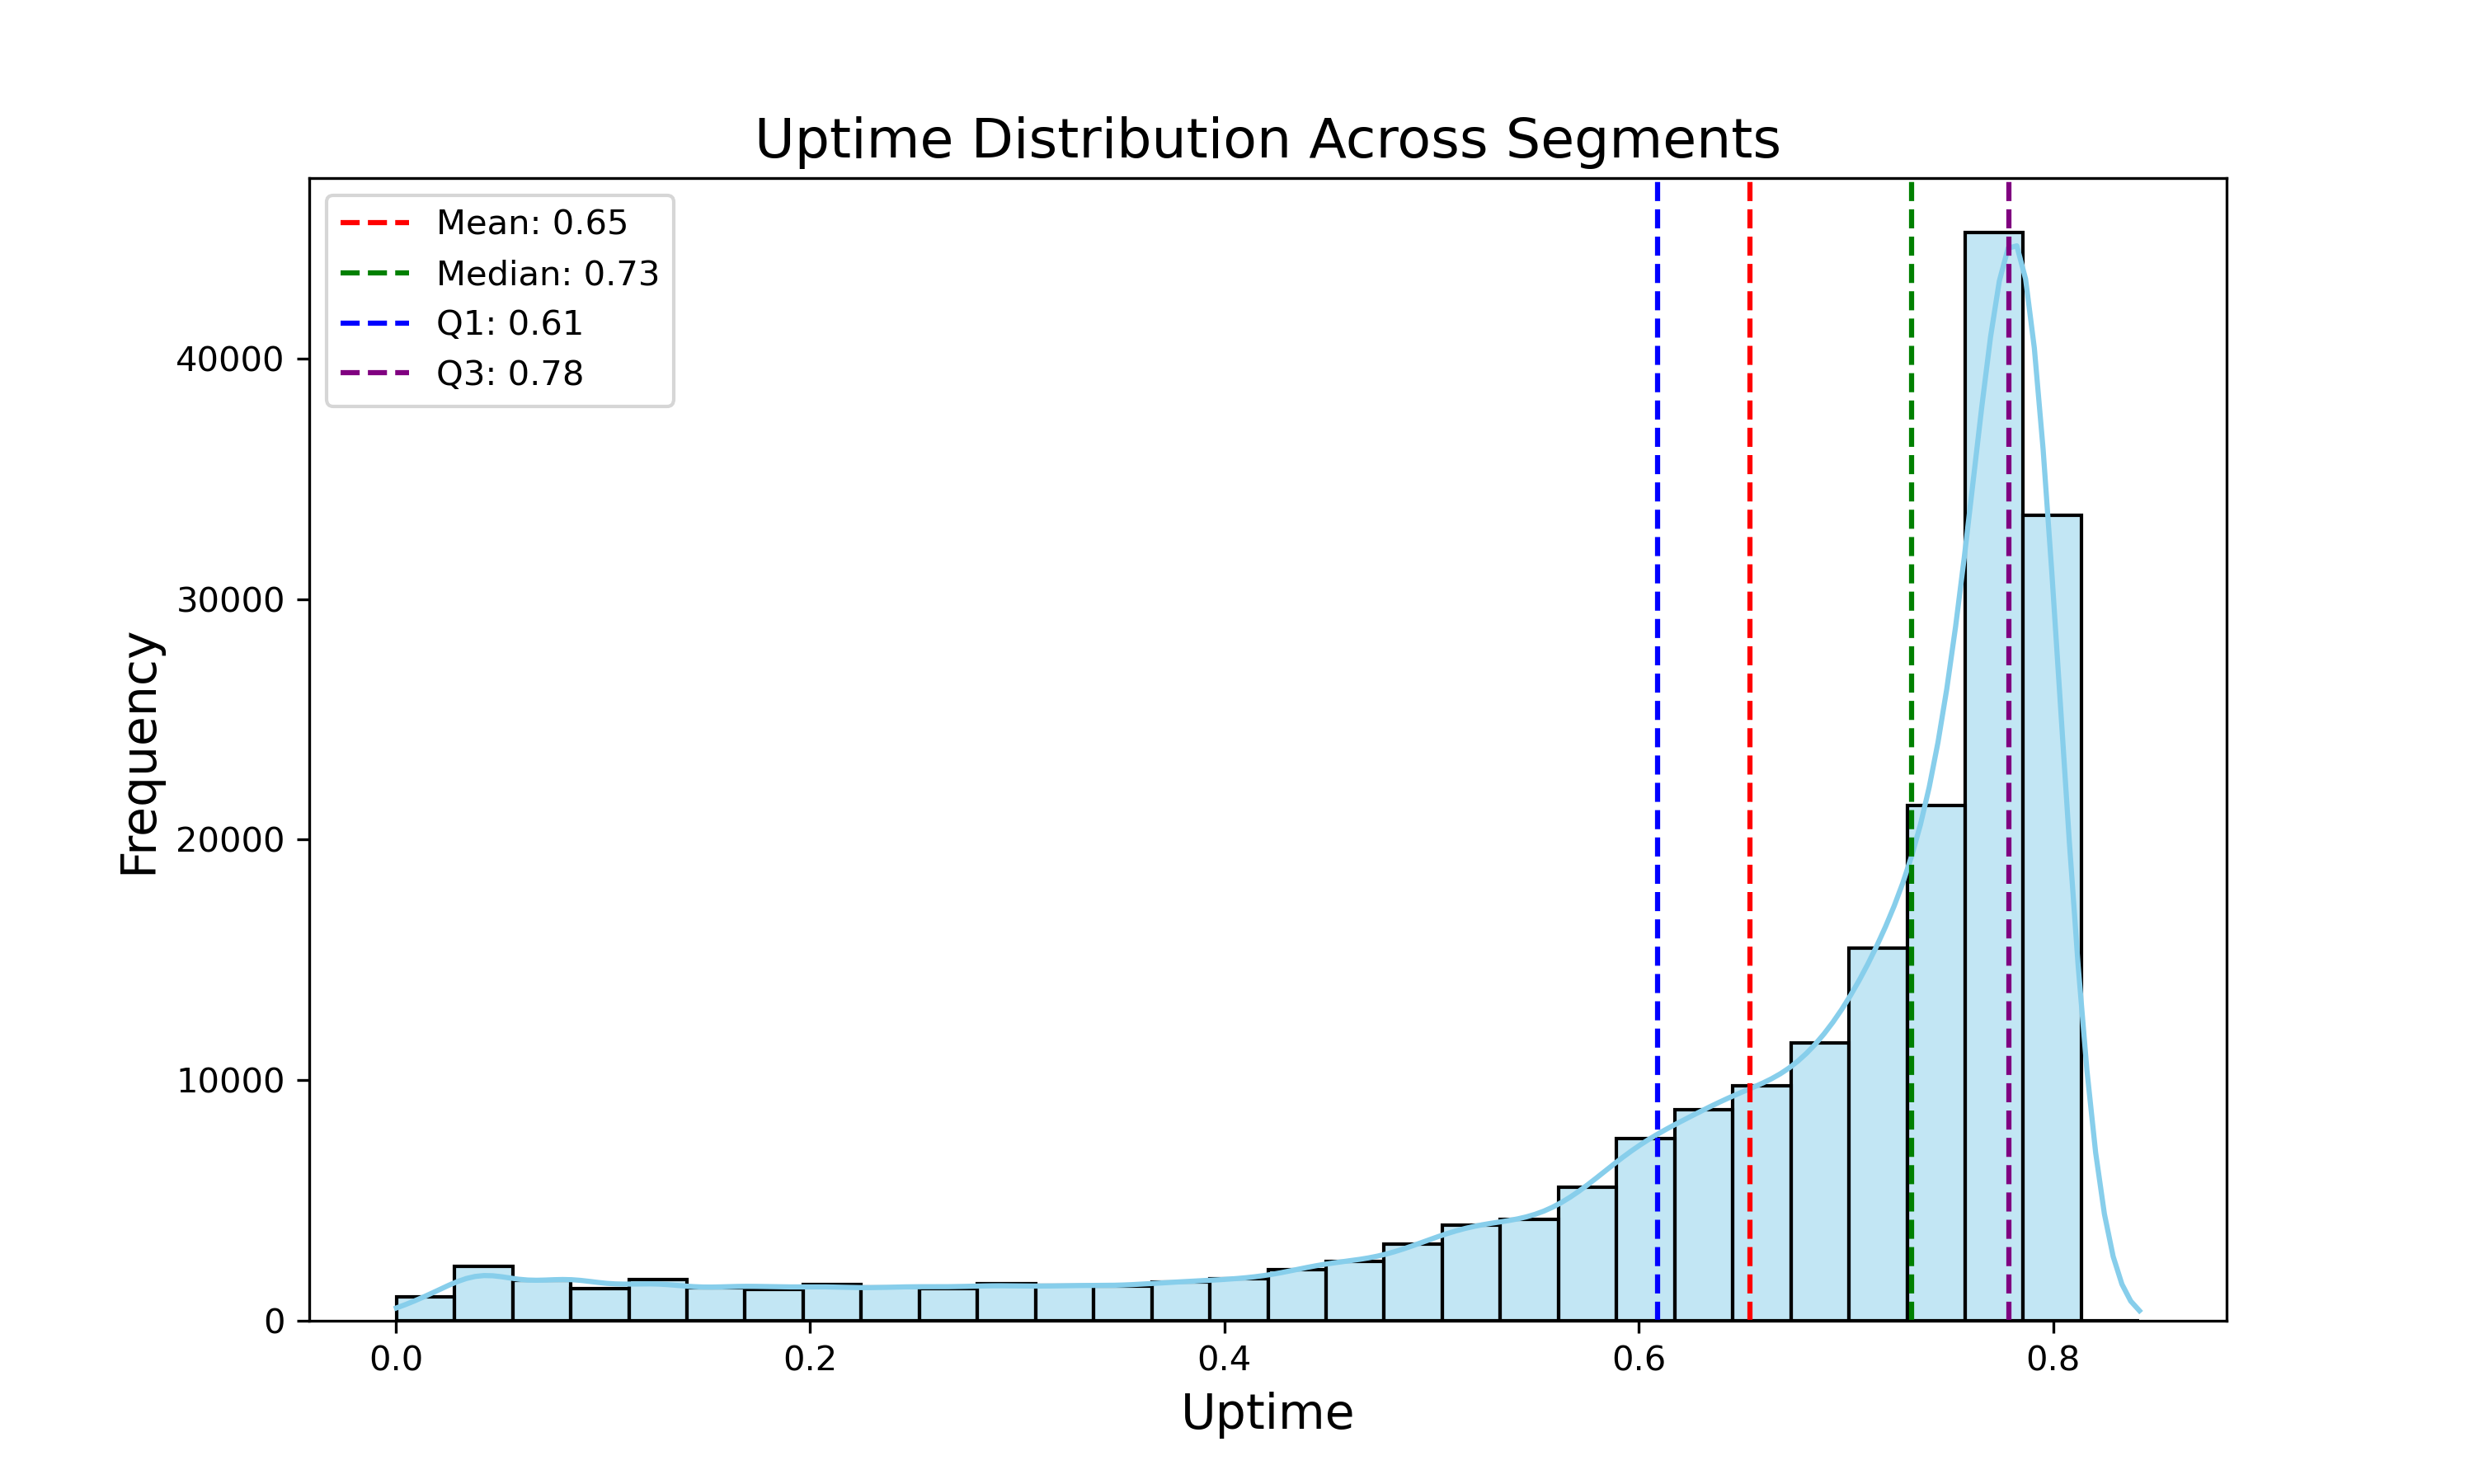 Uptime Distribution Across Segments
Mean: 0.65
Median: 0.73
Q1: 0.61
Q3: 0.78
Frequency
40000
30000
20000
10000
0
0.0 0.2 0.4 0.6 0.8
Uptime